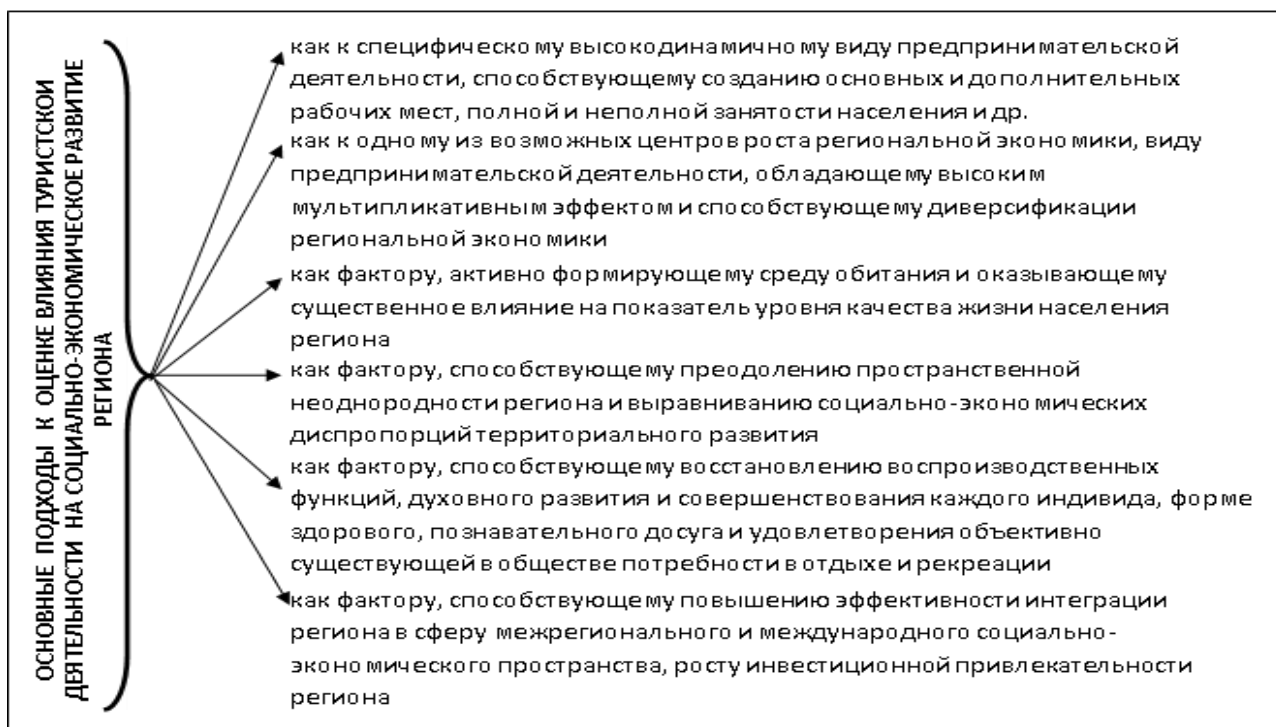 ОСНОВНЫЕ ПОДХОДЫ К ОЦЕНКЕ ВЛИЯНИЯ ТУРИСТСКОЙ
ДЕЯТЕЛЬНОСТИ НА СОЦИАЛЬНО-ЭКОНОМИЧЕСКОЕ РАЗВИТИЕ
РЕГИОНА
как к специфическому высокодинамичному виду предпринимательской
деятельности, способствующему созданию основных и дополнительных
рабочих мест, полной и неполной занятости населения и др.
как к одному из возможных центров роста региональной экономики, виду
предпринимательской деятельности, обладающему высоким
мультипликативным эффектом и способствующему диверсификации
региональной экономики
как фактору, активно формирующему среду обитания и оказывающему
существенное влияние на показатель уровня качества жизни населения
региона
как фактору, способствующему преодолению пространственной
неоднородности региона и выравниванию социально-экономических
диспропорций территориального развития
как фактору, способствующему восстановлению воспроизводственных
функций, духовного развития и совершенствования каждого индивида, форме
здорового, познавательного досуга и удовлетворения объективно
существующей в обществе потребности в отдыхе и рекреации
как фактору, способствующему повышению эффективности интеграции
региона в сферу межрегионального и международного социально-
экономического пространства, росту инвестиционной привлекательности
региона